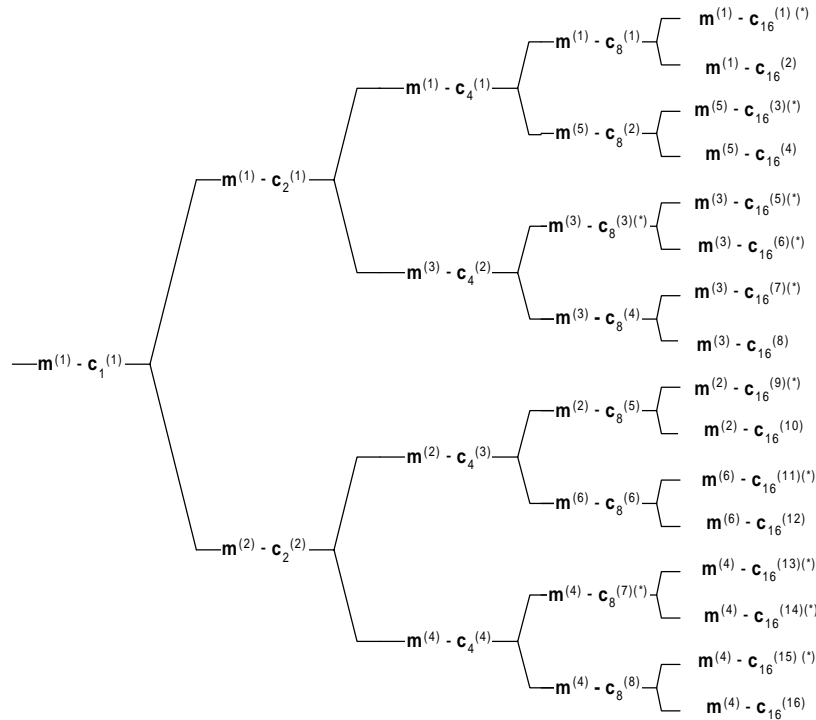 m(1) - c16(1) (*)
m(1) - c8(1)
m(1) - c16(2)
m(1) - c4(1)
m(5) - c16(3)(*)
m(5) - c8(2)
m(5) - c16(4)
m(1) - c2(1)
m(3) - c16(5)(*)
m(3) - c8(3)(*)
m(3) - c16(6)(*)
m(3) - c4(2)
m(3) - c16(7)(*)
m(3) - c8(4)
m(3) - c16(8)
m(1) - c1(1)
m(2) - c16(9)(*)
m(2) - c8(5)
m(2) - c16(10)
m(2) - c4(3)
m(6) - c16(11)(*)
m(6) - c8(6)
m(6) - c16(12)
m(2) - c2(2)
m(4) - c16(13)(*)
m(4) - c8(7)(*)
m(4) - c16(14)(*)
m(4) - c4(4)
m(4) - c16(15) (*)
m(4) - c8(8)
m(4) - c16(16)